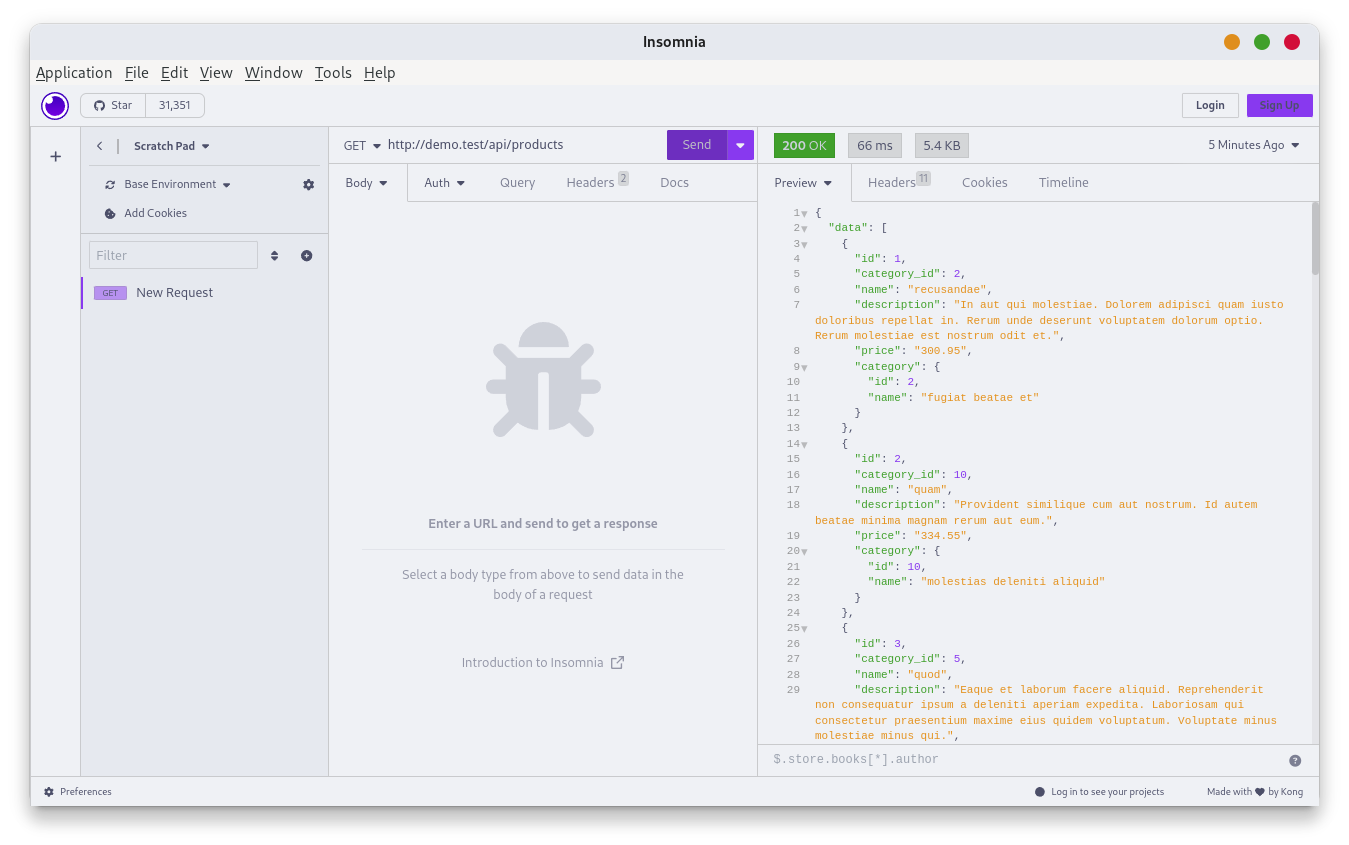 Insomnia
Application File Edit View Window Tools Help
Star 31,351 Login Sign Up
Scratch Pad
Base Environment
Add Cookies
Filter
GET New Request
GET http://demo.test/api/products Send
Body Auth Query Headers 2 Docs
Enter a URL and send to get a response
Select a body type from above to send data in the
body of a request
Introduction to Insomnia
200 OK 66 ms 5.4 KB 5 Minutes Ago
Preview Headers 11 Cookies Timeline
1 {
2 "data": [
3 {
4 "id": 1,
5 "category_id": 2,
6 "name": "recusandae",
7 "description": "In aut qui molestiae. Dolorem adipisci quam iusto
doloribus repellat in. Rerum unde deserunt voluptatem dolorum optio.
Rerum molestiae est nostrum odit et.",
8 "price": "300.95",
9 "category": {
10 "id": 2,
11 "name": "fugiat beatae et"
12 }
13 },
14 {
15 "id": 2,
16 "category_id": 10,
17 "name": "quam",
18 "description": "Provident similique cum aut nostrum. Id autem
beatae minima magnam rerum aut eum.",
19 "price": "334.55",
20 "category": {
21 "id": 10,
22 "name": "molestias deleniti aliquid"
23 }
24 },
25 {
26 "id": 3,
27 "category_id": 5,
28 "name": "quod",
29 "description": "Eaque et laborum facere aliquid. Reprehenderit
non consequatur ipsum a deleniti aperiam expedita. Laboriosam qui
consectetur praesentium maxime eius quidem voluptatum. Voluptate minus
molestiae minus qui.",
$.store.books[*].author
Preferences Log in to see your projects Made with ♥ by Kong